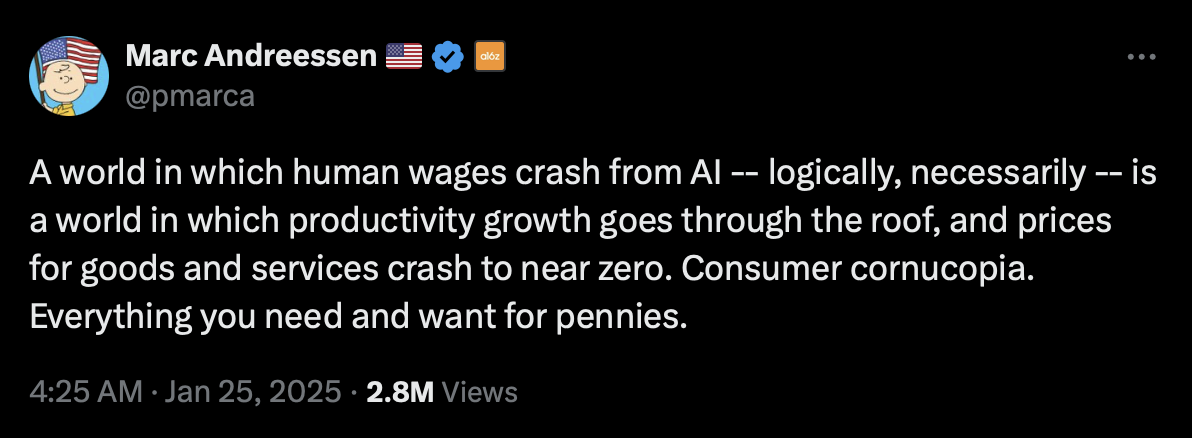 Marc Andreessen 🇺🇸
a16z
@pmarca
A world in which human wages crash from AI -- logically, necessarily -- is
a world in which productivity growth goes through the roof, and prices
for goods and services crash to near zero. Consumer cornucopia.
Everything you need and want for pennies.
4:25 AM · Jan 25, 2025 · 2.8M Views